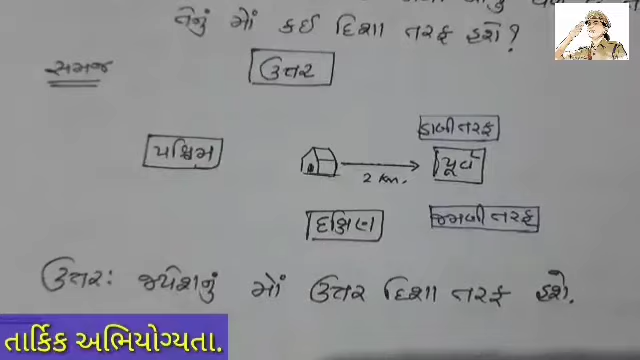 તેનું મોં કઈ દિશા તરફ હશે?
સમજ
ઉત્તર
ડાબી તરફ
પશ્ચિમ
પૂર્વ
2 km.
દક્ષિણ
જમણી તરફ
ઉત્તર: જયેશનું મોં ઉત્તર દિશા તરફ હશે.
તાર્કિક અભિયોગ્યતા.